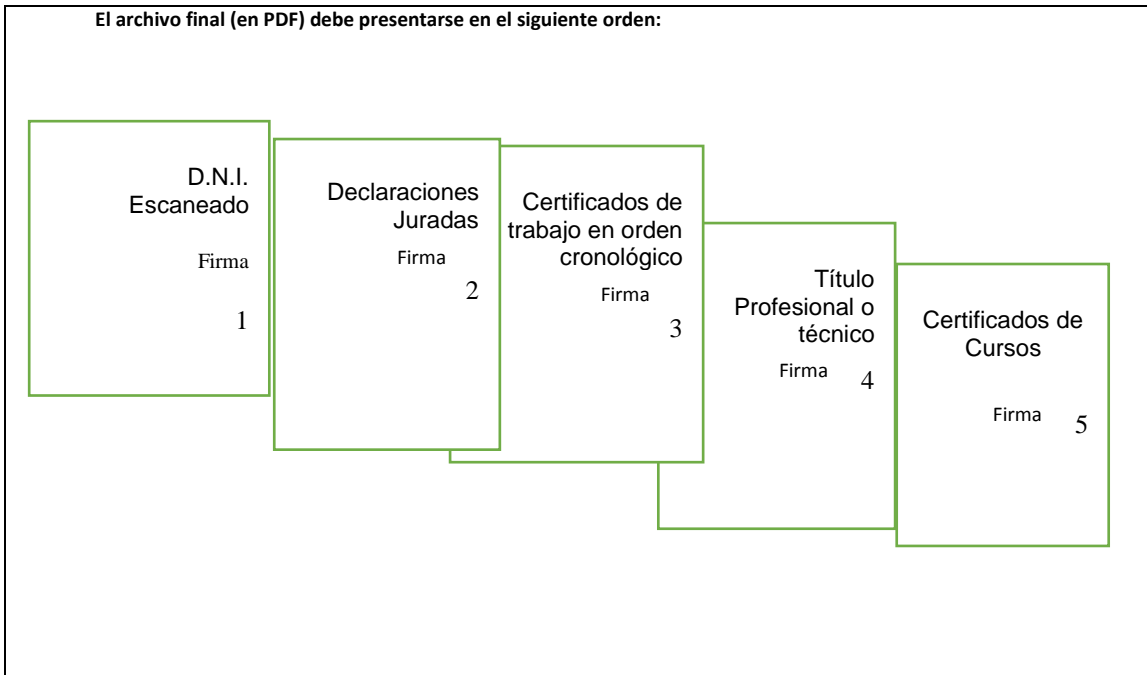 El archivo final (en PDF) debe presentarse en el siguiente orden:
D.N.I.
Escaneado
Firma
1
Declaraciones
Juradas
Firma
2
Certificados de
trabajo en orden
cronológico
Firma
3
Título
Profesional o
técnico
Firma
4
Certificados de
Cursos
Firma
5